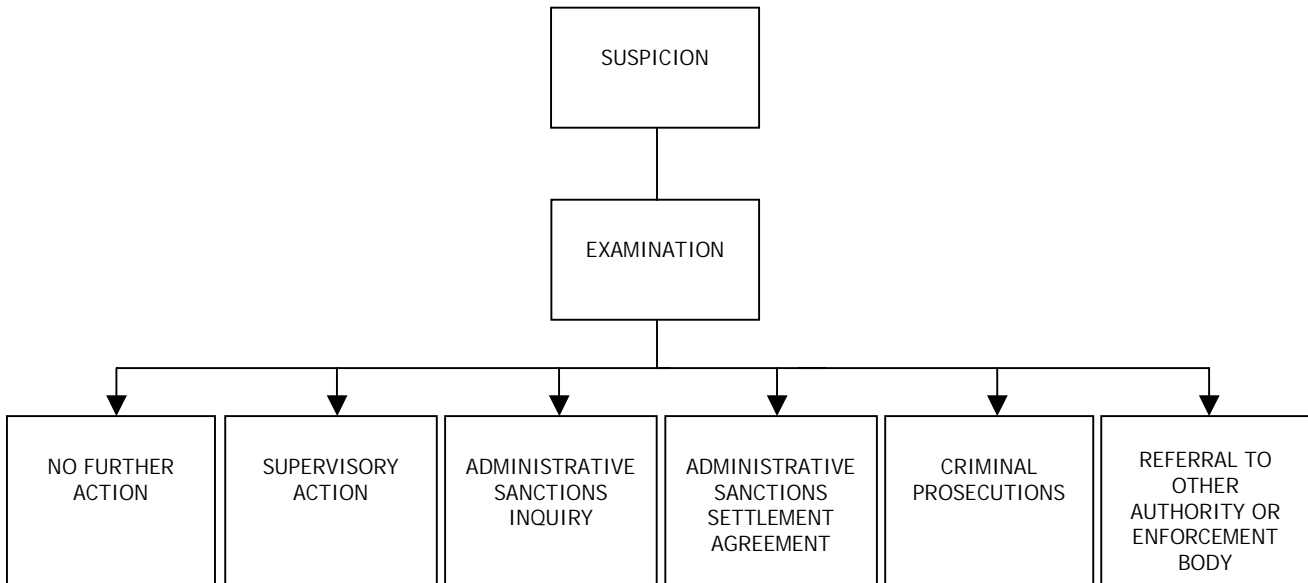 SUSPICION
EXAMINATION
NO FURTHER
ACTION
SUPERVISORY
ACTION
ADMINISTRATIVE
SANCTIONS
INQUIRY
ADMINISTRATIVE
SANCTIONS
SETTLEMENT
AGREEMENT
CRIMINAL
PROSECUTIONS
REFERRAL TO
OTHER
AUTHORITY OR
ENFORCEMENT
BODY